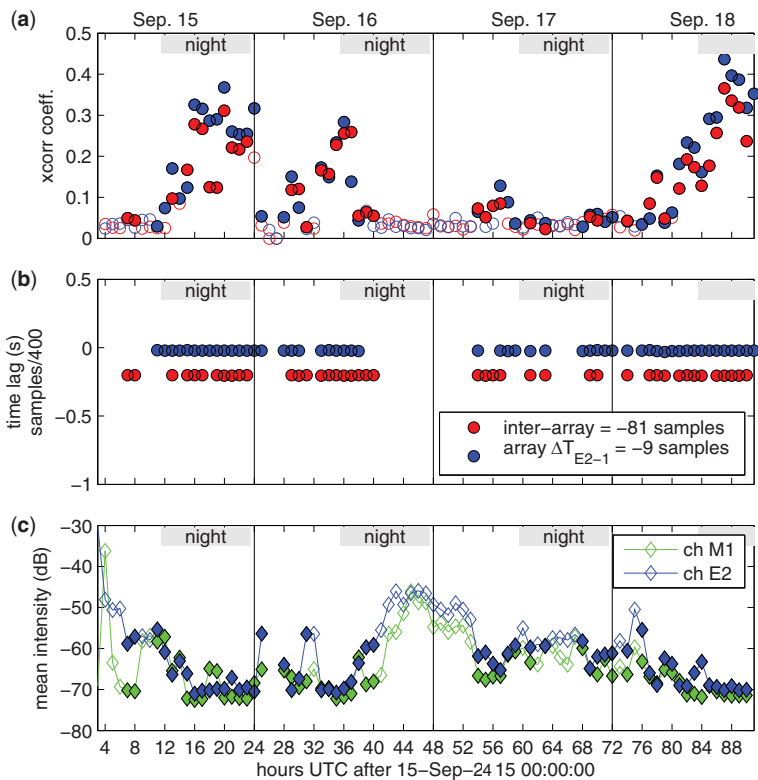 (a) Sep. 15 Sep. 16 Sep. 17 Sep. 18
night night night
0.5
0.4
0.3
0.2
0.1
0
xcorr coeff.
(b)
night night night
0.5
0
−0.5
−1
time lag (s)
samples/400
inter-array = −81 samples
array ΔT E2-1 = −9 samples
(c)
night night night
−30
−40
−50
−60
−70
−80
mean intensity (dB)
ch M1
ch E2
4 8 12 16 20 24 28 32 36 40 44 48 52 56 60 64 68 72 76 80 84 88
hours UTC after 15−Sep−24 15 00:00:00